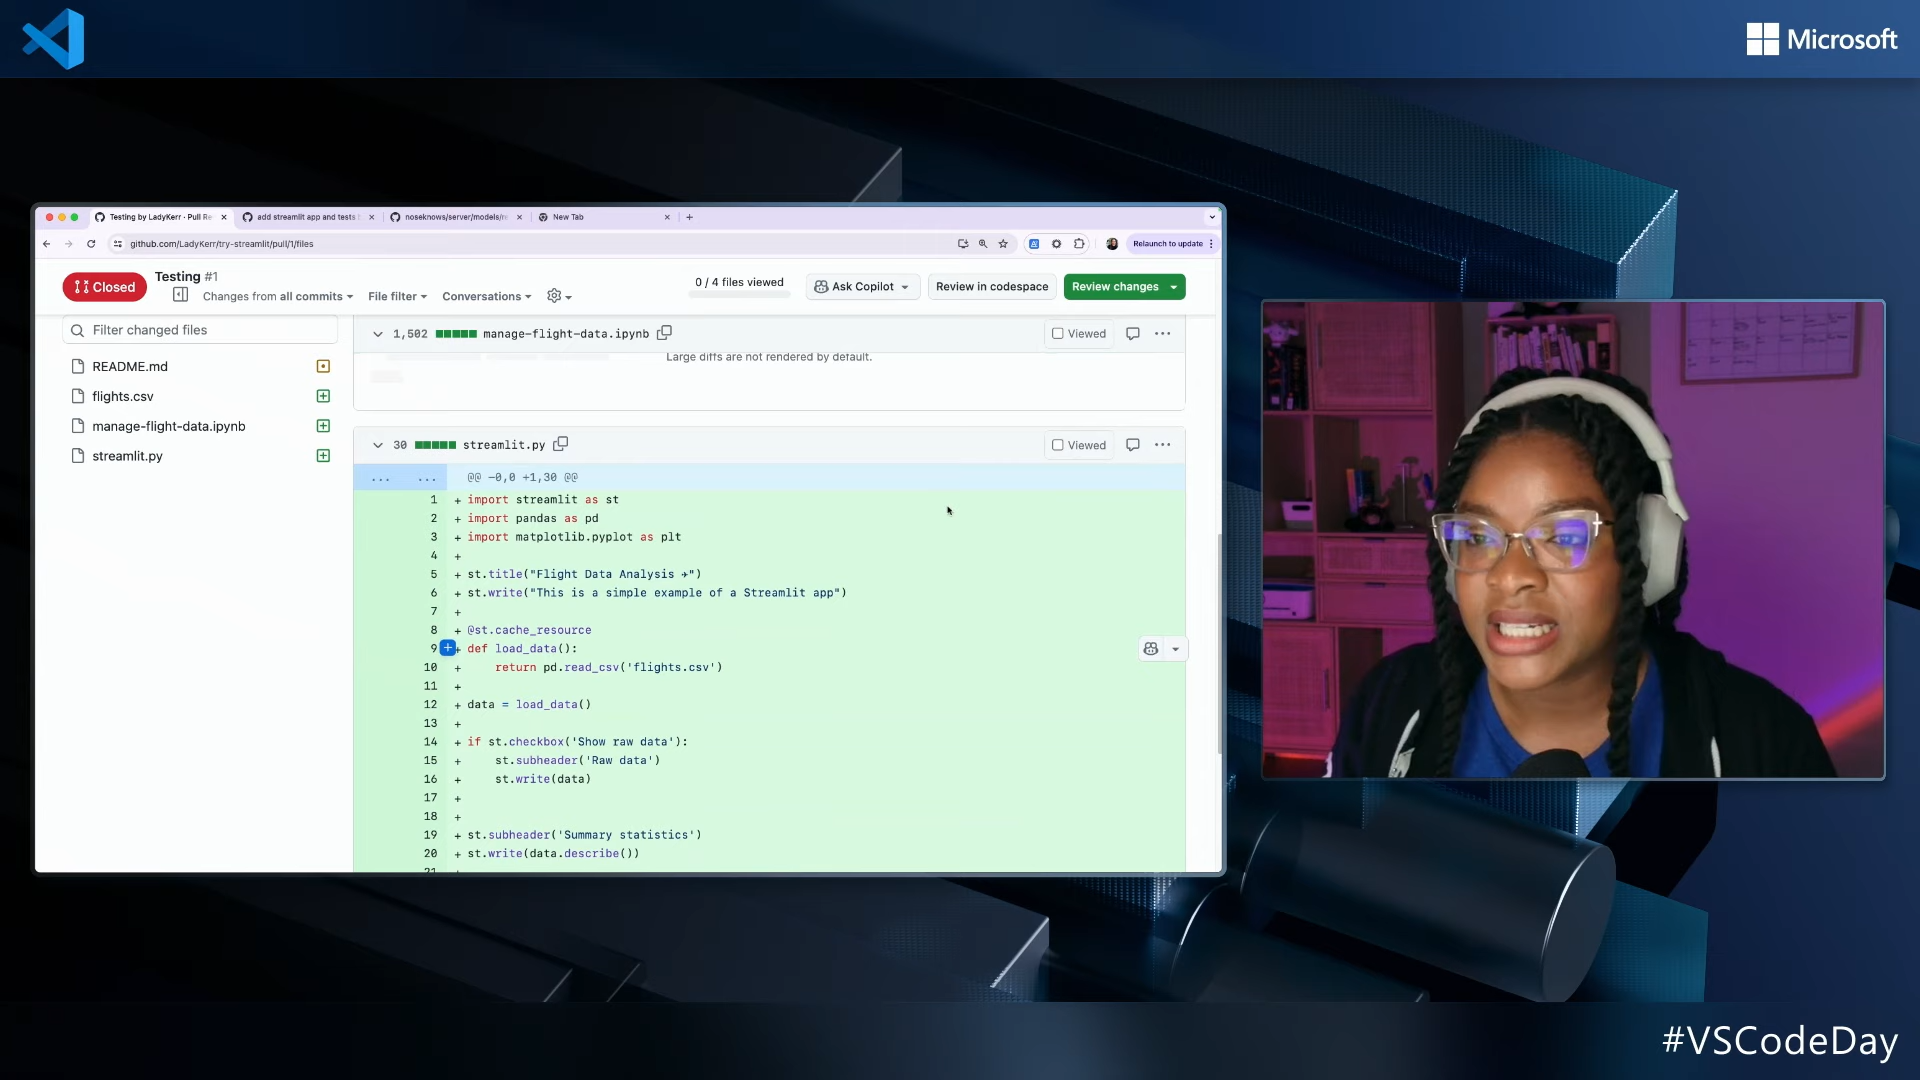 Microsoft
Testing by LadyKerr · Pull Re
add streamlit app and tests
noseknows/server/models/re
New Tab
github.com/LadyKerr/try-streamlit/pull/1/files
Relaunch to update
Closed
Testing #1
Changes from all commits
File filter
Conversations
0 / 4 files viewed
Ask Copilot
Review in codespace
Review changes
Filter changed files
README.md
flights.csv
manage-flight-data.ipynb
streamlit.py
1,502 manage-flight-data.ipynb
Viewed
Large diffs are not rendered by default.
30 streamlit.py
Viewed
... ... @@ -0,0 +1,30 @@
1 + import streamlit as st
2 + import pandas as pd
3 + import matplotlib.pyplot as plt
4 +
5 + st.title("Flight Data Analysis ✈")
6 + st.write("This is a simple example of a Streamlit app")
7 +
8 + @st.cache_resource
9 + def load_data():
10 + return pd.read_csv('flights.csv')
11 +
12 + data = load_data()
13 +
14 + if st.checkbox('Show raw data'):
15 + st.subheader('Raw data')
16 + st.write(data)
17 +
18 +
19 + st.subheader('Summary statistics')
20 + st.write(data.describe())
21 +
#VSCodeDay